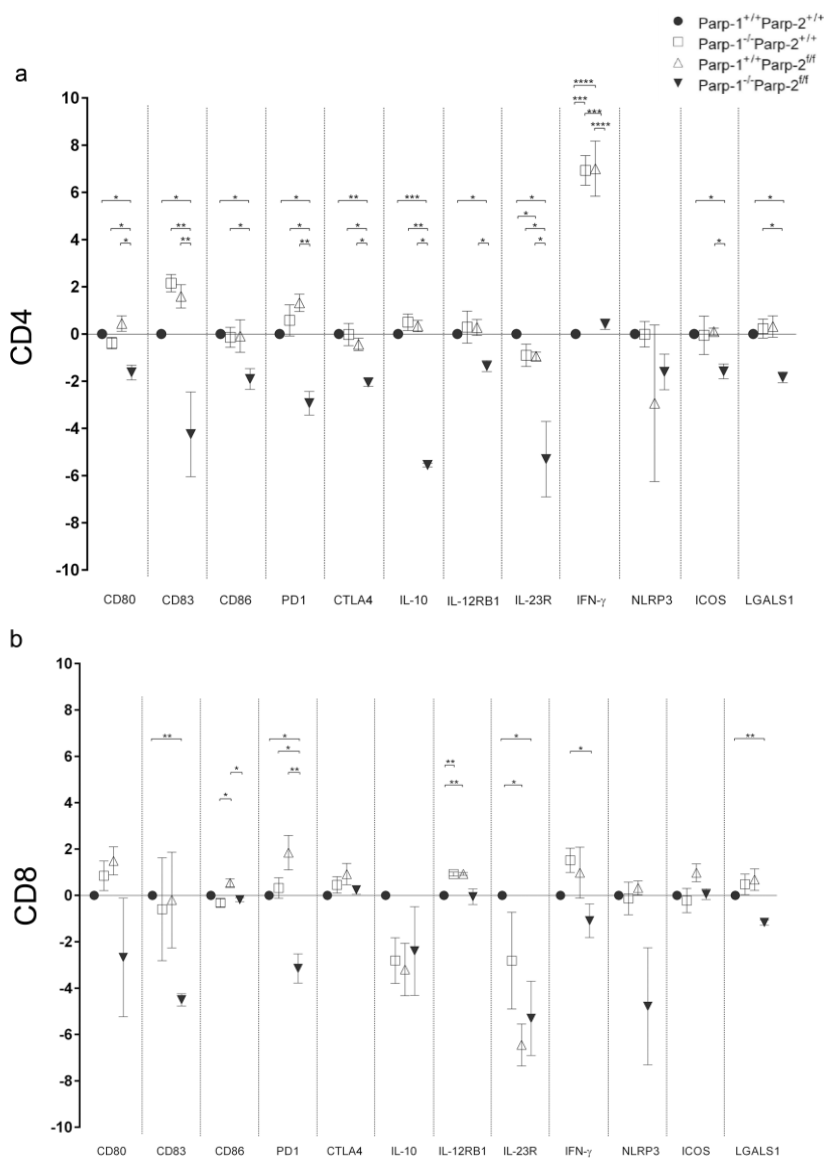 Parp-1+/+Parp-2+/+
Parp-1-/-Parp-2+/+
Parp-1+/+Parp-2f/f
Parp-1-/-Parp-2f/f
a
CD4
10
8
6
4
2
0
-2
-4
-6
-8
-10
* * * * ** * * ** ** * * * * ** ** * * *** ** * * * * * * * **** *** *** **** * * * *
CD80 CD83 CD86 PD1 CTLA4 IL-10 IL-12RB1 IL-23R IFN-γ NLRP3 ICOS LGALS1
b
CD8
10
8
6
4
2
0
-2
-4
-6
-8
-10
** * * * * ** ** ** * * * **
CD80 CD83 CD86 PD1 CTLA4 IL-10 IL-12RB1 IL-23R IFN-γ NLRP3 ICOS LGALS1